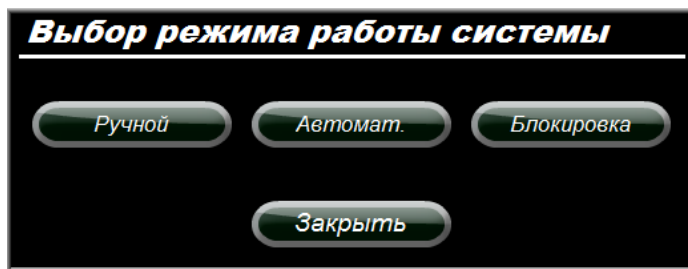 Выбор режима работы системы
Ручной Автомат. Блокировка
Закрыть